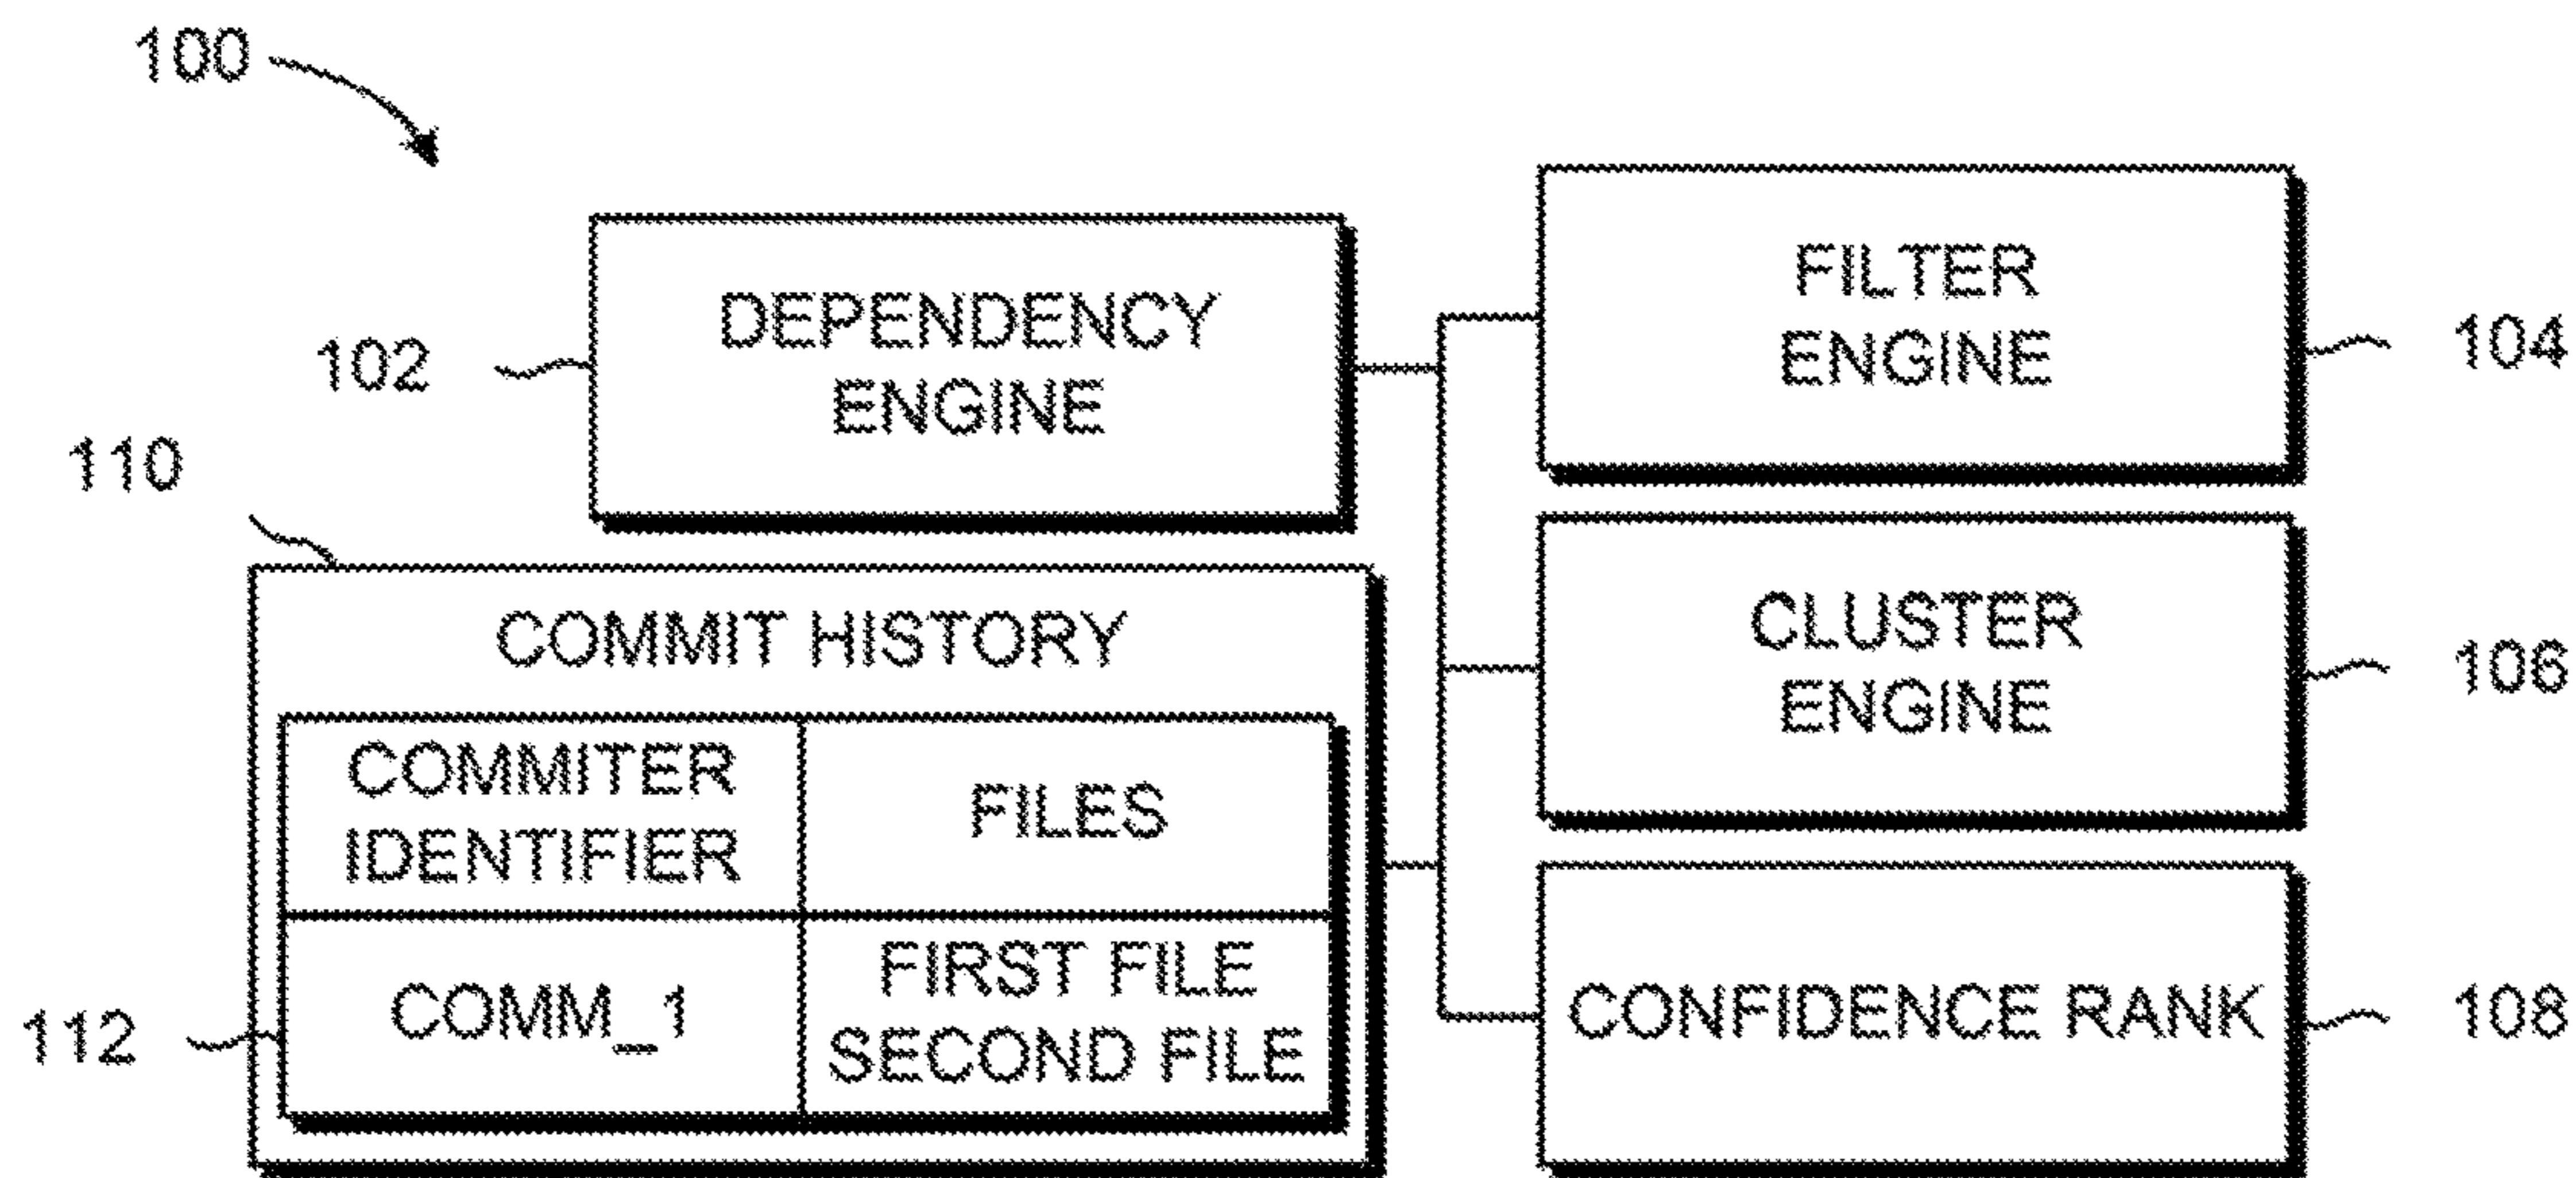 100
DEPENDENCY
ENGINE
102
FILTER
ENGINE
104
110
COMMIT HISTORY
COMMITER
IDENTIFIER
FILES
COMM_1
FIRST FILE
SECOND FILE
112
CLUSTER
ENGINE
106
CONFIDENCE RANK
108